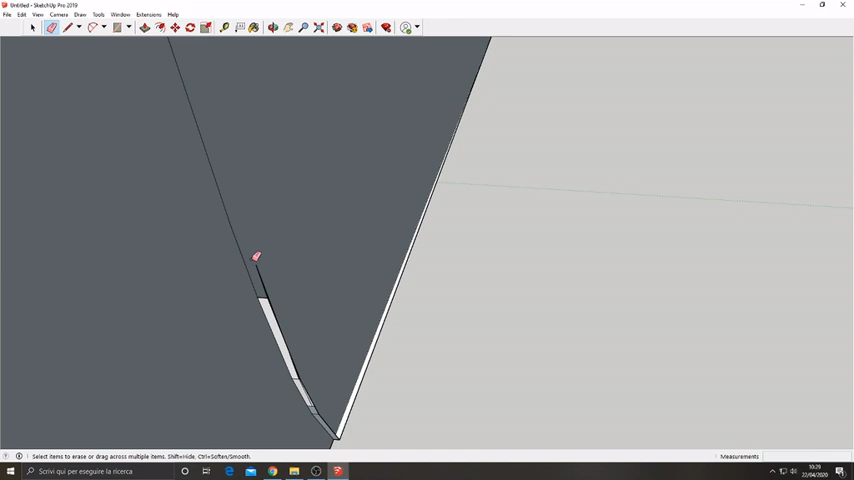 Untitled - SketchUp Pro 2019
File Edit View Camera Draw Tools Window Extensions Help
Select items to erase or drag across multiple items. Shift=Hide, Ctrl=Soften/Smooth.
Measurements
Scrivi qui per eseguire la ricerca
10:29
22/04/2020